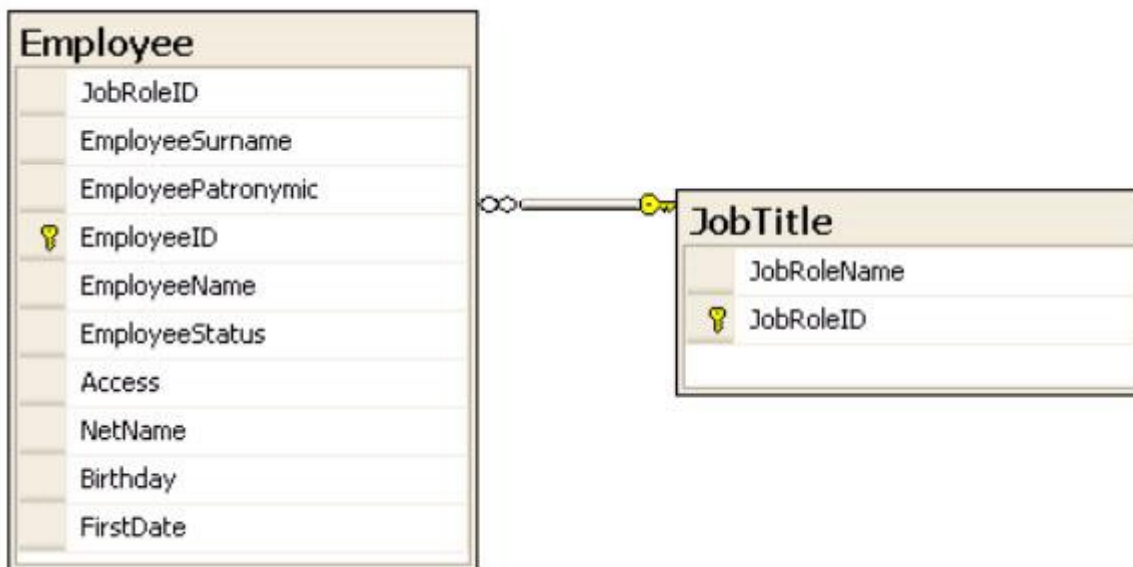 Employee
JobRoleID
EmployeeSurname
EmployeePatronymic
EmployeeID
EmployeeName
EmployeeStatus
Access
NetName
Birthday
FirstDate
JobTitle
JobRoleName
JobRoleID